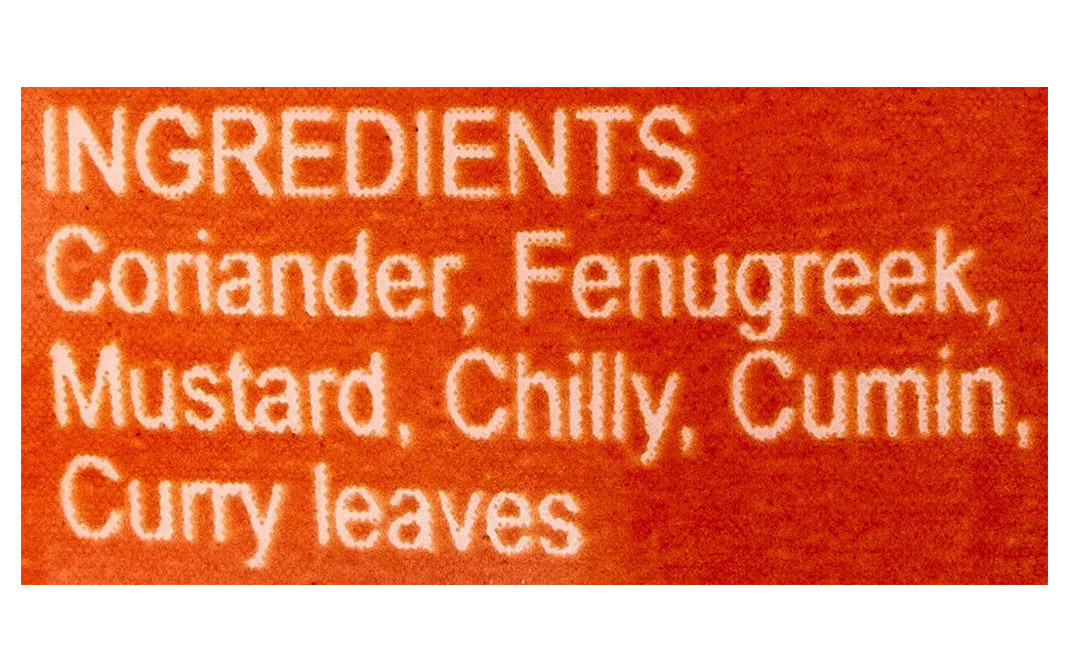 INGREDIENTS
Coriander, Fenugreek,
Mustard, Chilly, Cumin,
Curry leaves